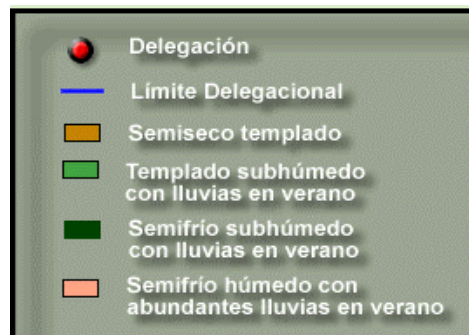 Delegación
Límite Delegacional
Semiseco templado
Templado subhúmedo
con lluvias en verano
Semifrío subhúmedo
con lluvias en verano
Semifrío húmedo con
abundantes lluvias en verano